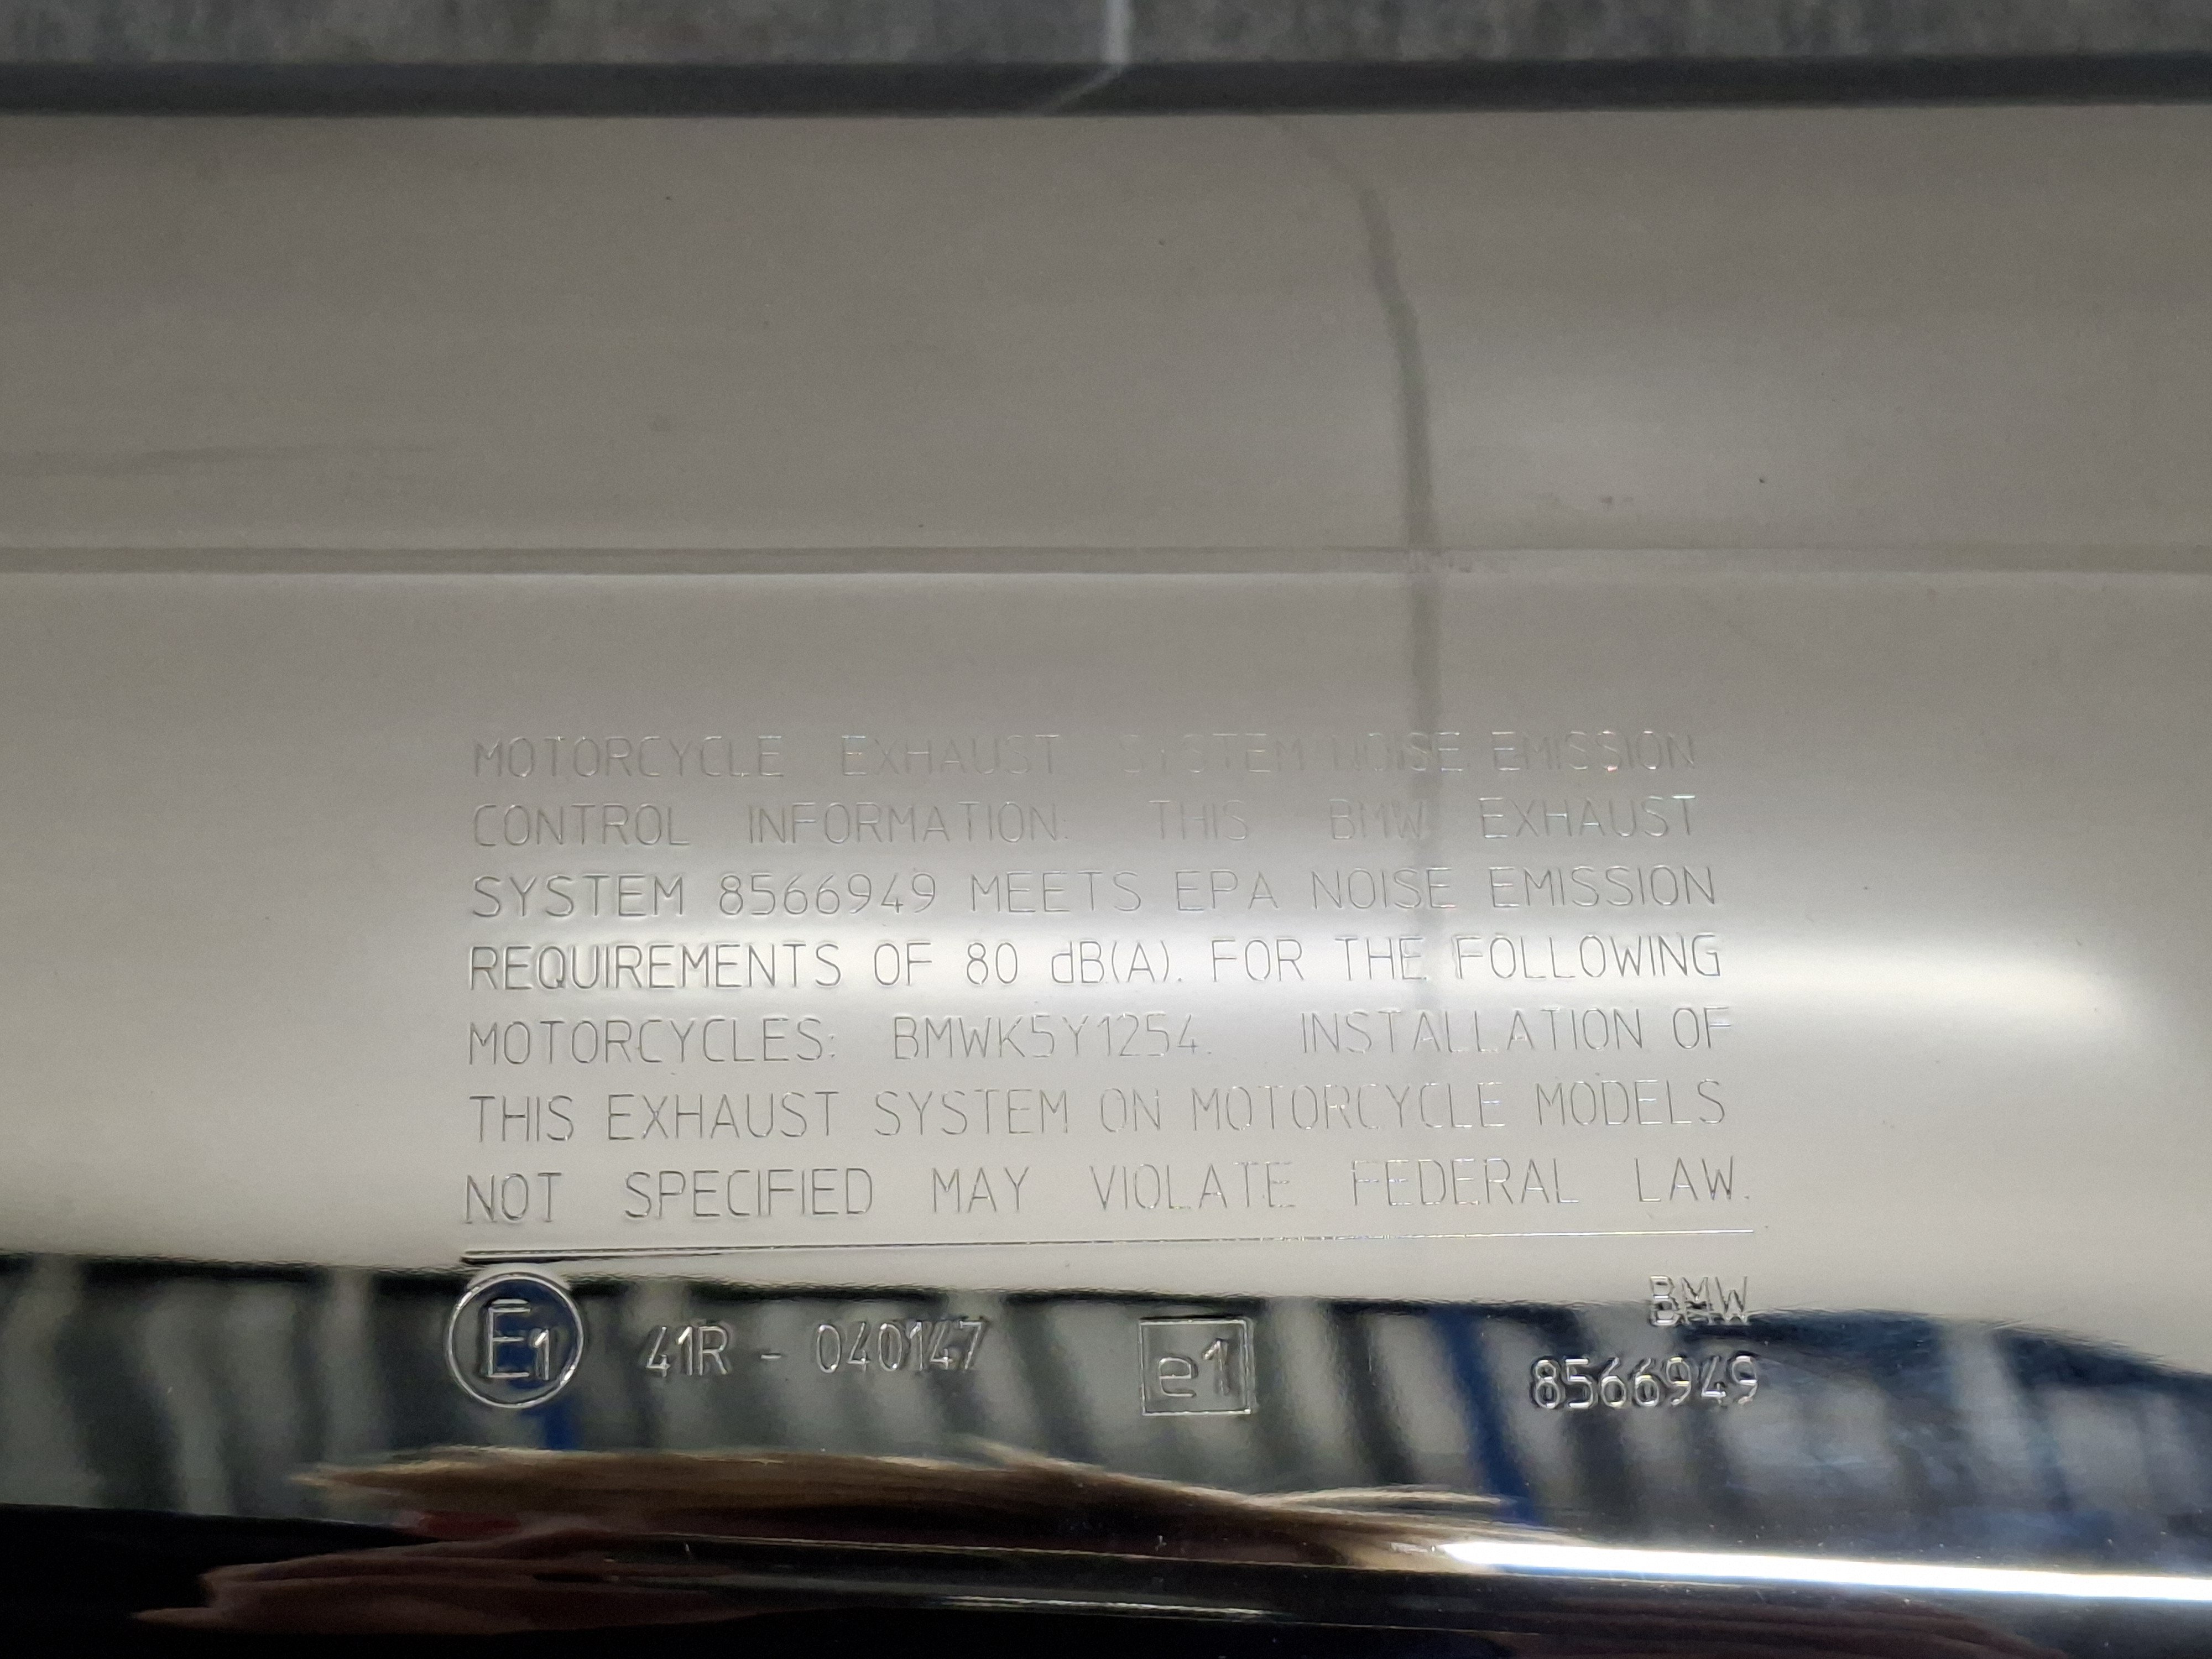 MOTORCYCLE EXHAUST SYSTEM NOISE EMISSION
CONTROL INFORMATION: THIS BMW EXHAUST
SYSTEM 8566949 MEETS EPA NOISE EMISSION
REQUIREMENTS OF 80 dB(A). FOR THE FOLLOWING
MOTORCYCLES: BMWK5Y1254. INSTALLATION OF
THIS EXHAUST SYSTEM ON MOTORCYCLE MODELS
NOT SPECIFIED MAY VIOLATE FEDERAL LAW.
BMW
E1 41R - 040147 e1 8566949